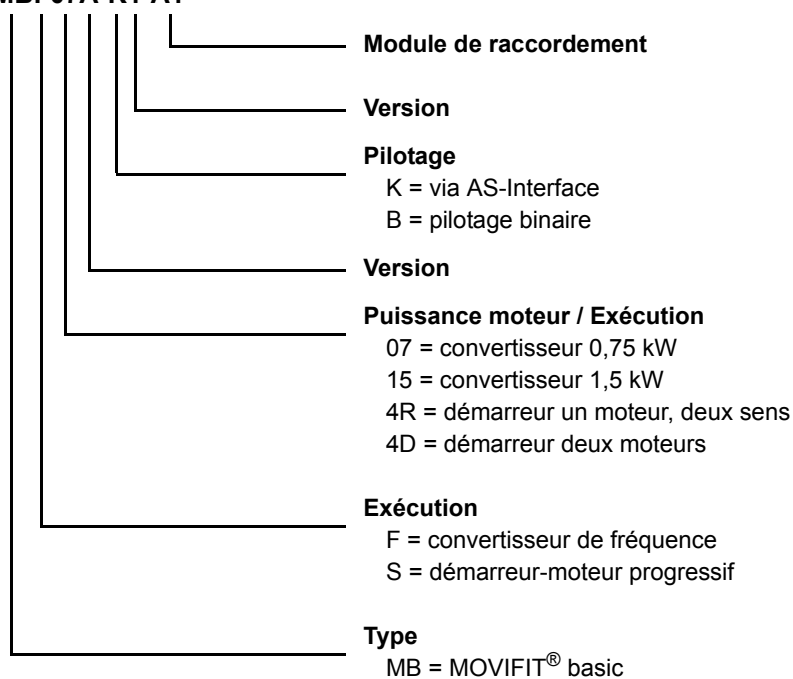 Module de raccordement
Version
Pilotage
K = via AS-Interface
B = pilotage binaire
Version
Puissance moteur / Exécution
07 = convertisseur 0,75 kW
15 = convertisseur 1,5 kW
4R = démarreur un moteur, deux sens
4D = démarreur deux moteurs
Exécution
F = convertisseur de fréquence
S = démarreur-moteur progressif
Type
MB = MOVIFIT® basic